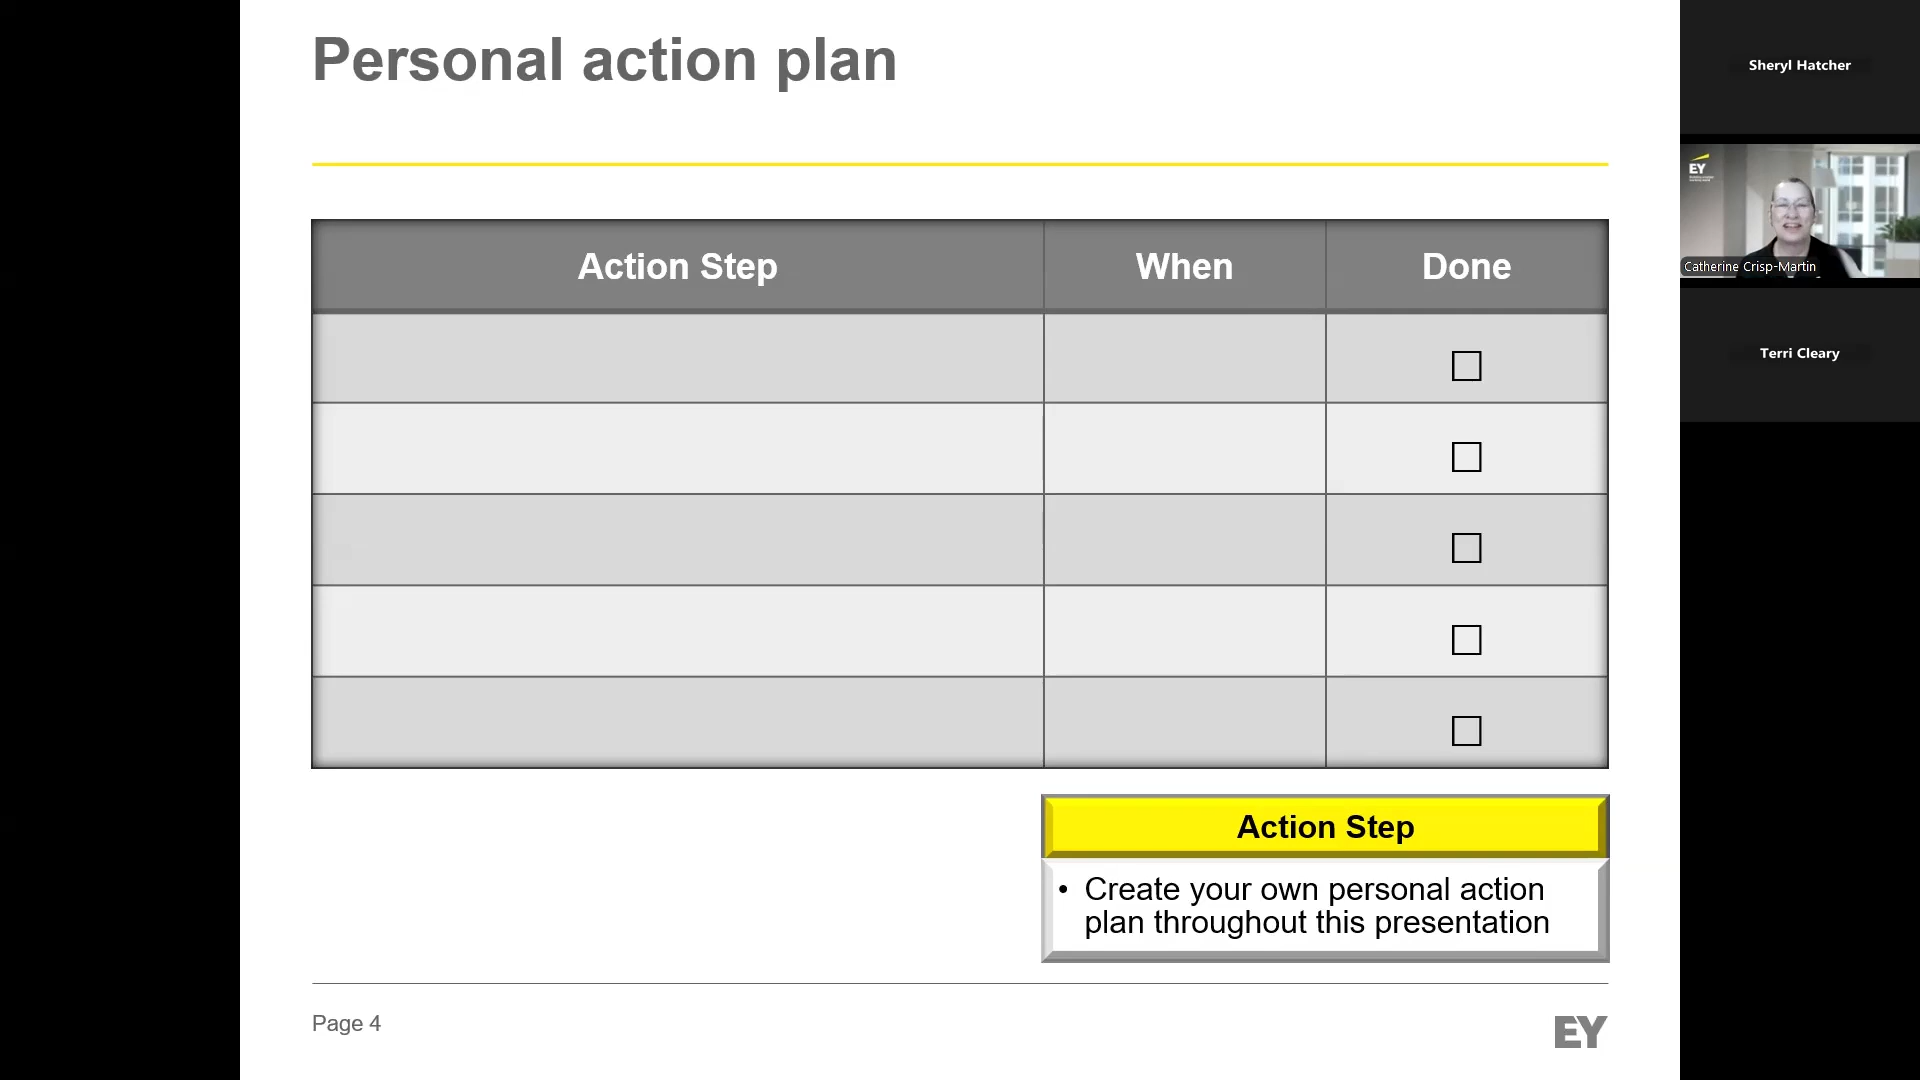 Personal action plan
Action Step When Done
Action Step
• Create your own personal action
plan throughout this presentation
Page 4
EY
Sheryl Hatcher
EY
Catherine Crisp-Martin
Terri Cleary